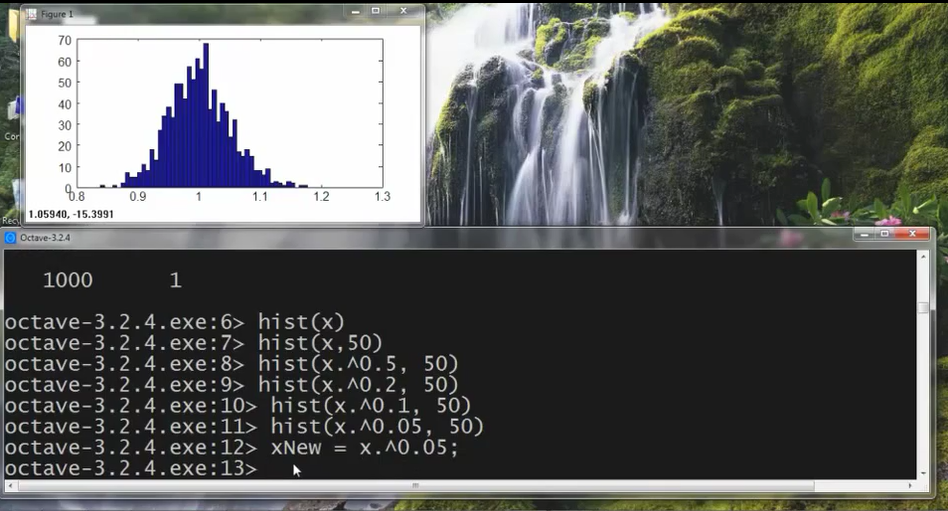 Figure 1
70
60
50
40
30
20
10
0
0.8 0.9 1 1.1 1.2 1.3
1.05940, -15.3991
Octave-3.2.4
1000 1
octave-3.2.4.exe:6> hist(x)
octave-3.2.4.exe:7> hist(x,50)
octave-3.2.4.exe:8> hist(x.^0.5, 50)
octave-3.2.4.exe:9> hist(x.^0.2, 50)
octave-3.2.4.exe:10> hist(x.^0.1, 50)
octave-3.2.4.exe:11> hist(x.^0.05, 50)
octave-3.2.4.exe:12> xNew = x.^0.05;
octave-3.2.4.exe:13>